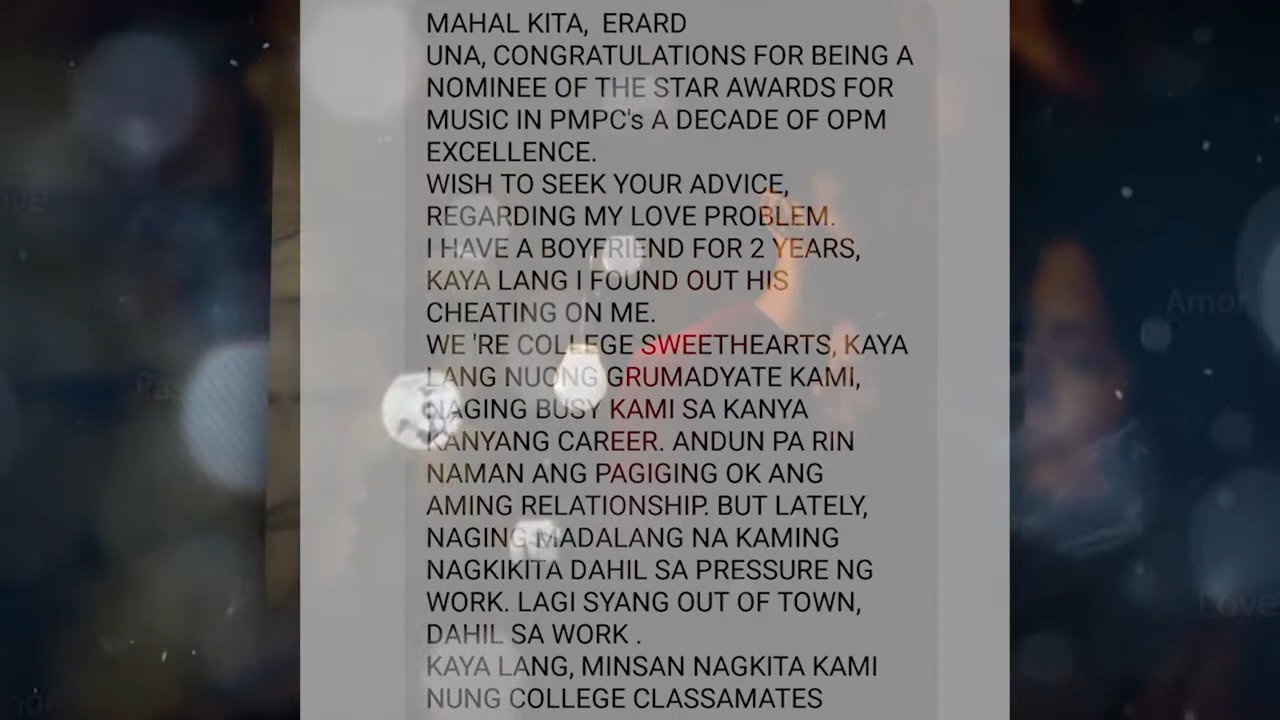 MAHAL KITA, ERARD
UNA, CONGRATULATIONS FOR BEING A
NOMINEE OF THE STAR AWARDS FOR
MUSIC IN PMPC's A DECADE OF OPM
EXCELLENCE.
WISH TO SEEK YOUR ADVICE,
REGARDING MY LOVE PROBLEM.
I HAVE A BOYFRIEND FOR 2 YEARS,
KAYA LANG I FOUND OUT HIS
CHEATING ON ME.
WE 'RE COLLEGE SWEETHEARTS, KAYA
LANG NUONG GRUMADYATE KAMI,
NAGING BUSY KAMI SA KANYA
KANYANG CAREER. ANDUN PA RIN
NAMAN ANG PAGIGING OK ANG
AMING RELATIONSHIP. BUT LATELY,
NAGING MADALANG NA KAMING
NAGKIKITA DAHIL SA PRESSURE NG
WORK. LAGI SYANG OUT OF TOWN,
DAHIL SA WORK .
KAYA LANG, MINSAN NAGKITA KAMI
NUNG COLLEGE CLASSAMATES
Amor
Love